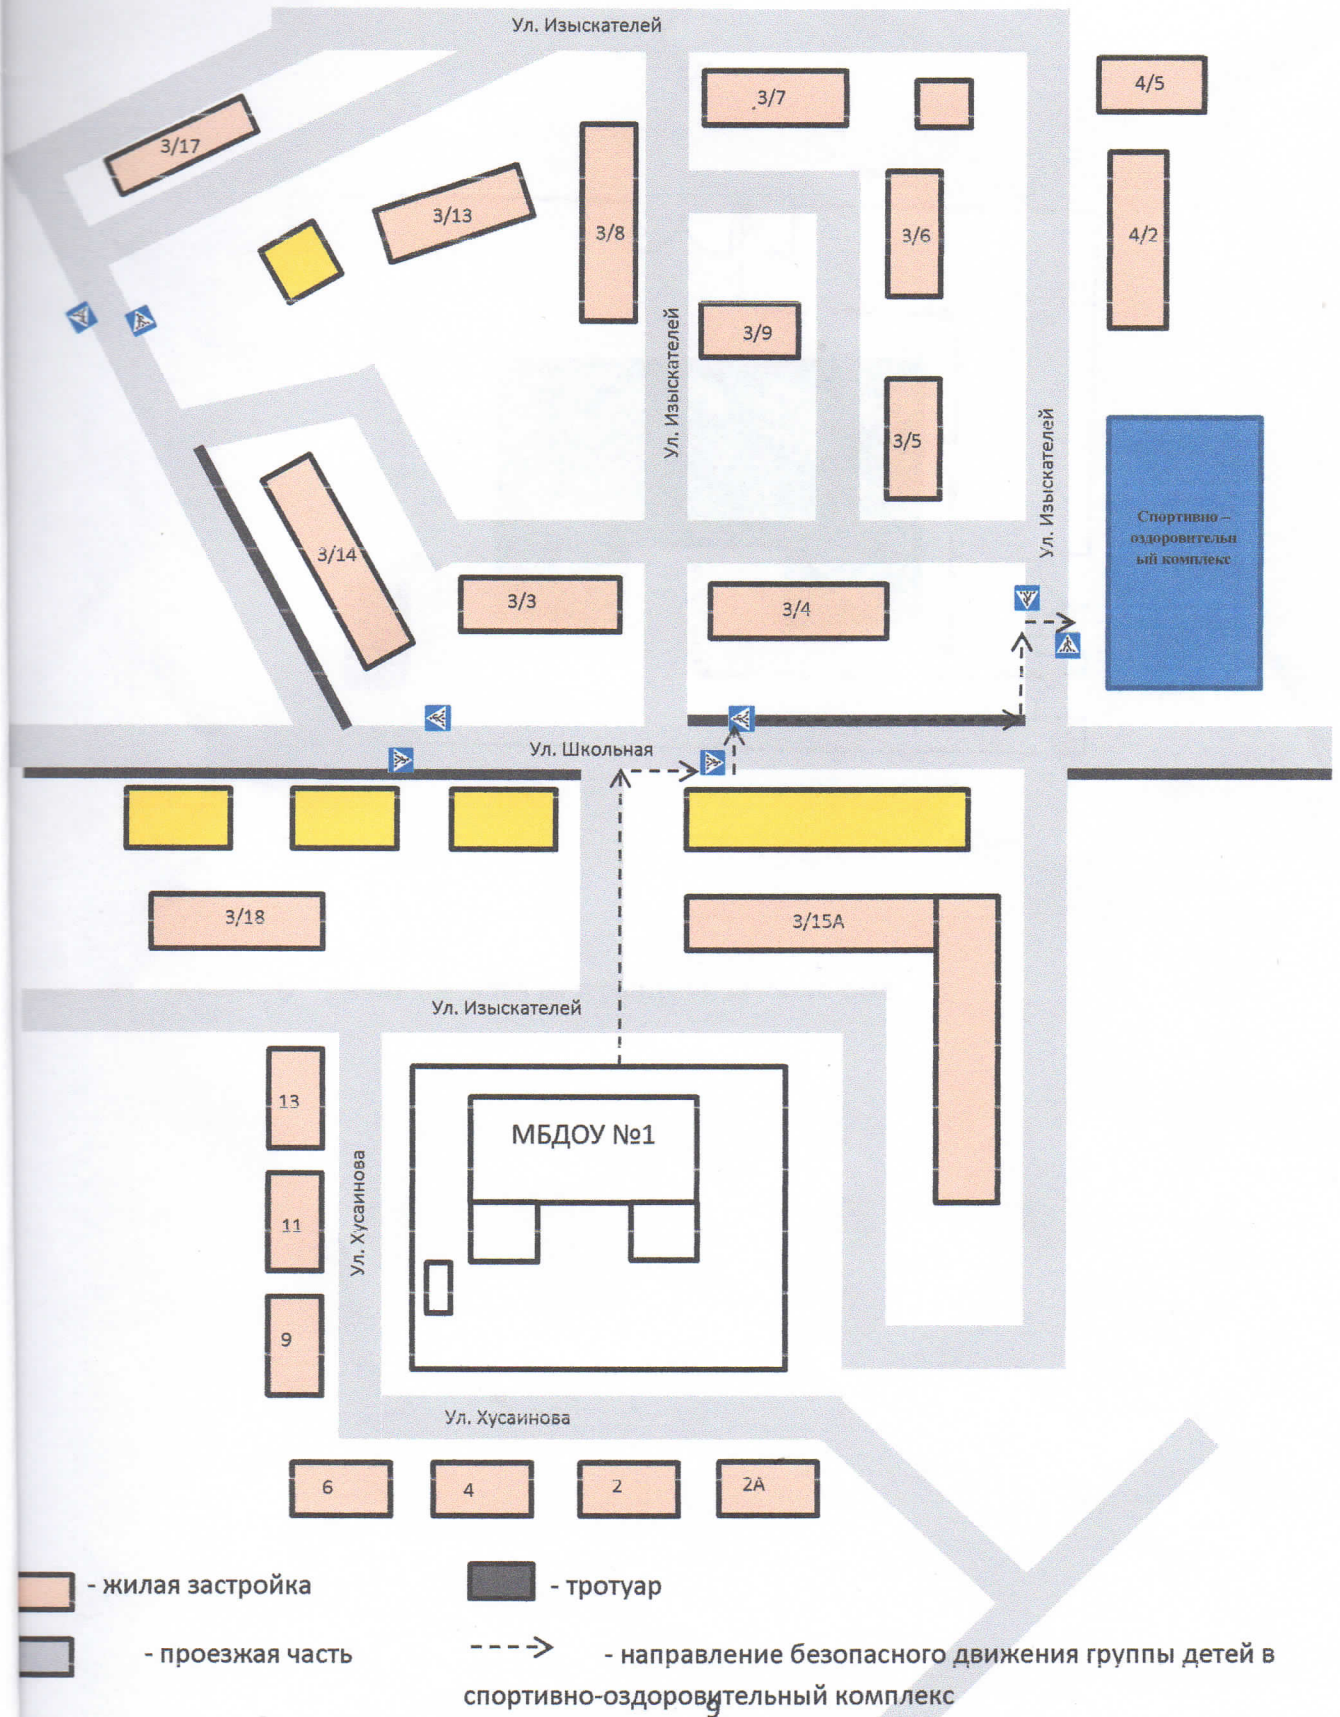 Ул. Изыскателей
3/7
4/5
3/17
3/13
3/8
3/6
4/2
3/9
Ул. Изыскателей
3/5
Ул. Изыскателей
Спортивно –
оздоровительн
ый комплекс
3/14
3/3
3/4
Ул. Школьная
3/18
3/15А
Ул. Изыскателей
13
МБДОУ №1
11
Ул. Хусаинова
9
Ул. Хусаинова
6
4
2
2А
- жилая застройка
- тротуар
- проезжая часть
- направление безопасного движения группы детей в
спортивно-оздоровительный комплекс
9